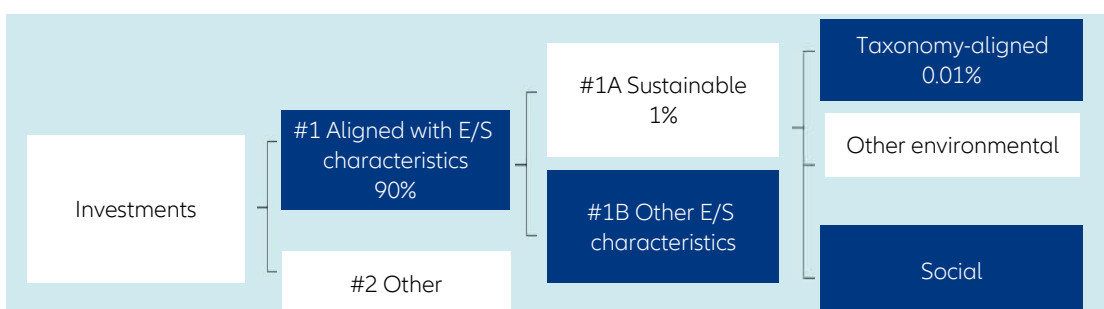 Investments
#1 Aligned with E/S
characteristics
90%
#2 Other
#1A Sustainable
1%
#1B Other E/S
characteristics
Taxonomy-aligned
0.01%
Other environmental
Social